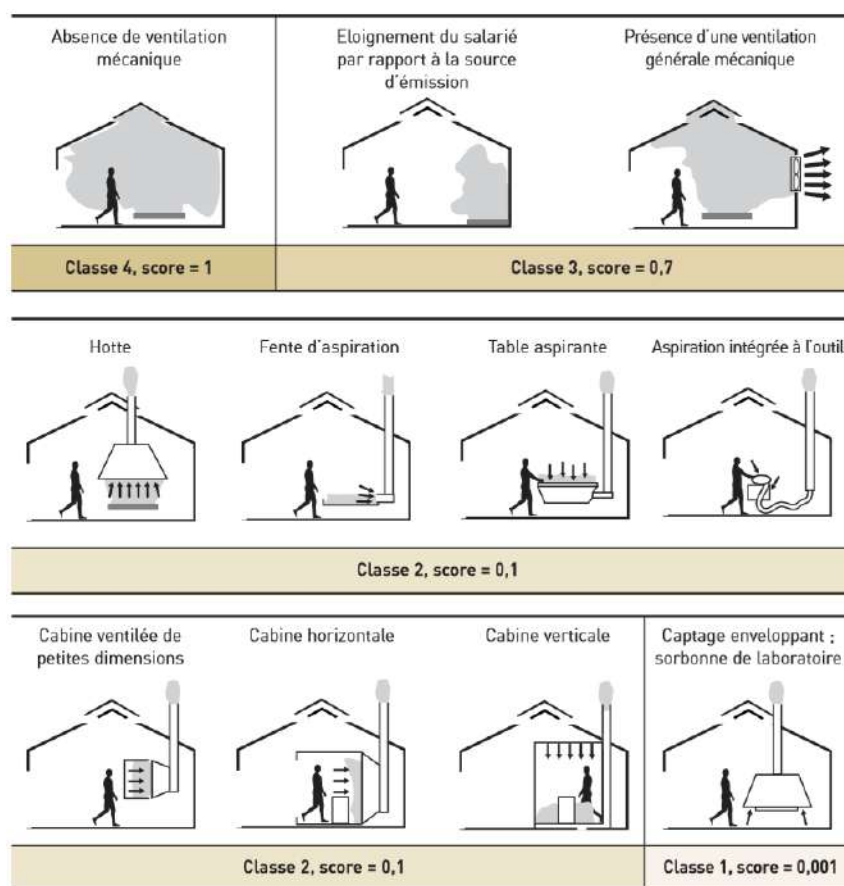 Absence de ventilation
mécanique
Eloignement du salarié
par rapport à la source
d'émission
Présence d'une ventilation
générale mécanique
Classe 4, score = 1
Classe 3, score = 0,7
Hotte
Fente d'aspiration
Table aspirante
Aspiration intégrée à l'outil
Classe 2, score = 0,1
Cabine ventilée de
petites dimensions
Cabine horizontale
Cabine verticale
Captage enveloppant :
sorbonne de laboratoire
Classe 2, score = 0,1
Classe 1, score = 0,001